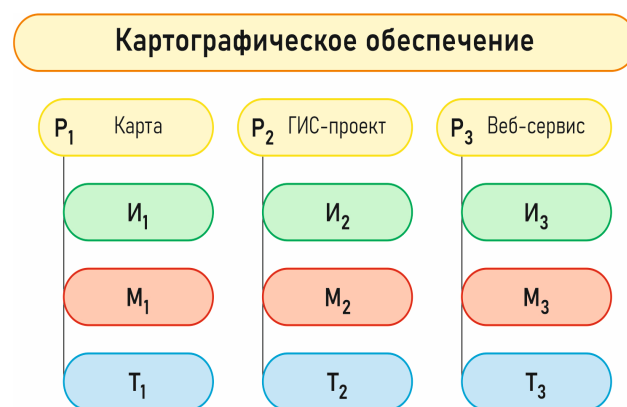 Картографическое обеспечение
Р₁ Карта Р₂ ГИС-проект Р₃ Веб-сервис
И₁ И₂ И₃
М₁ М₂ М₃
Т₁ Т₂ Т₃